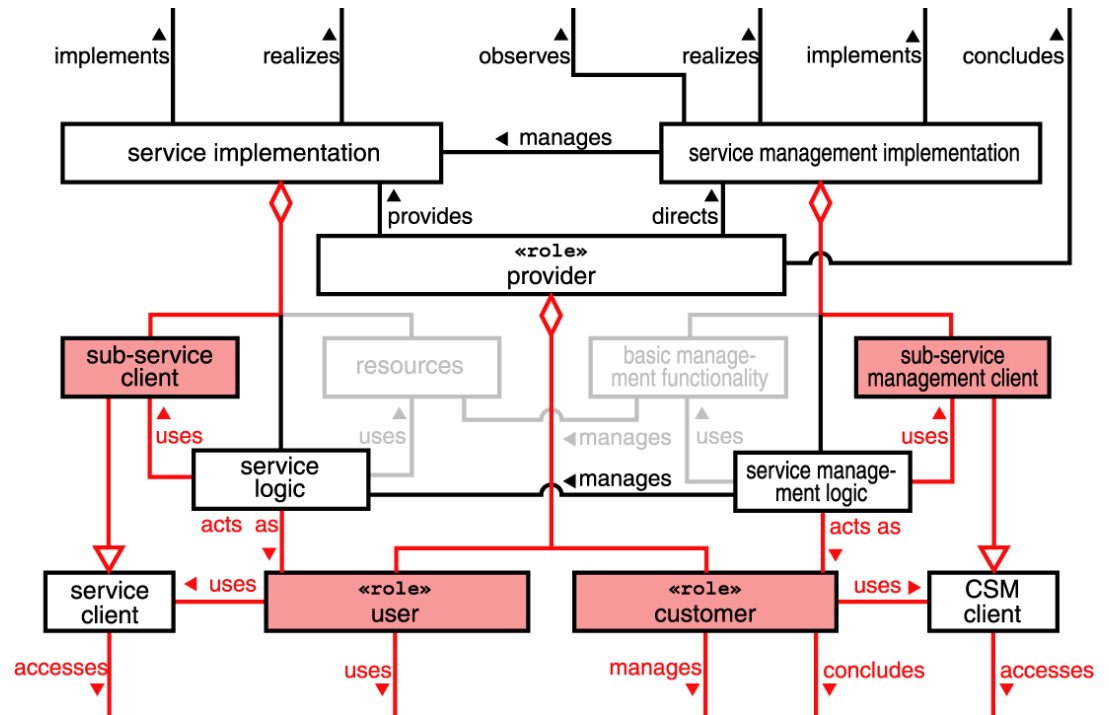 implements
realizes
observes
realizes
implements
concludes
service implementation
manages
service management implementation
provides
directs
«role»
provider
sub-service
client
resources
basic manage-
ment functionality
sub-service
management client
uses
uses
manages
uses
uses
service
logic
manages
service manage-
ment logic
acts as
acts as
service
client
uses
«role»
user
«role»
customer
uses
CSM
client
accesses
uses
manages
concludes
accesses